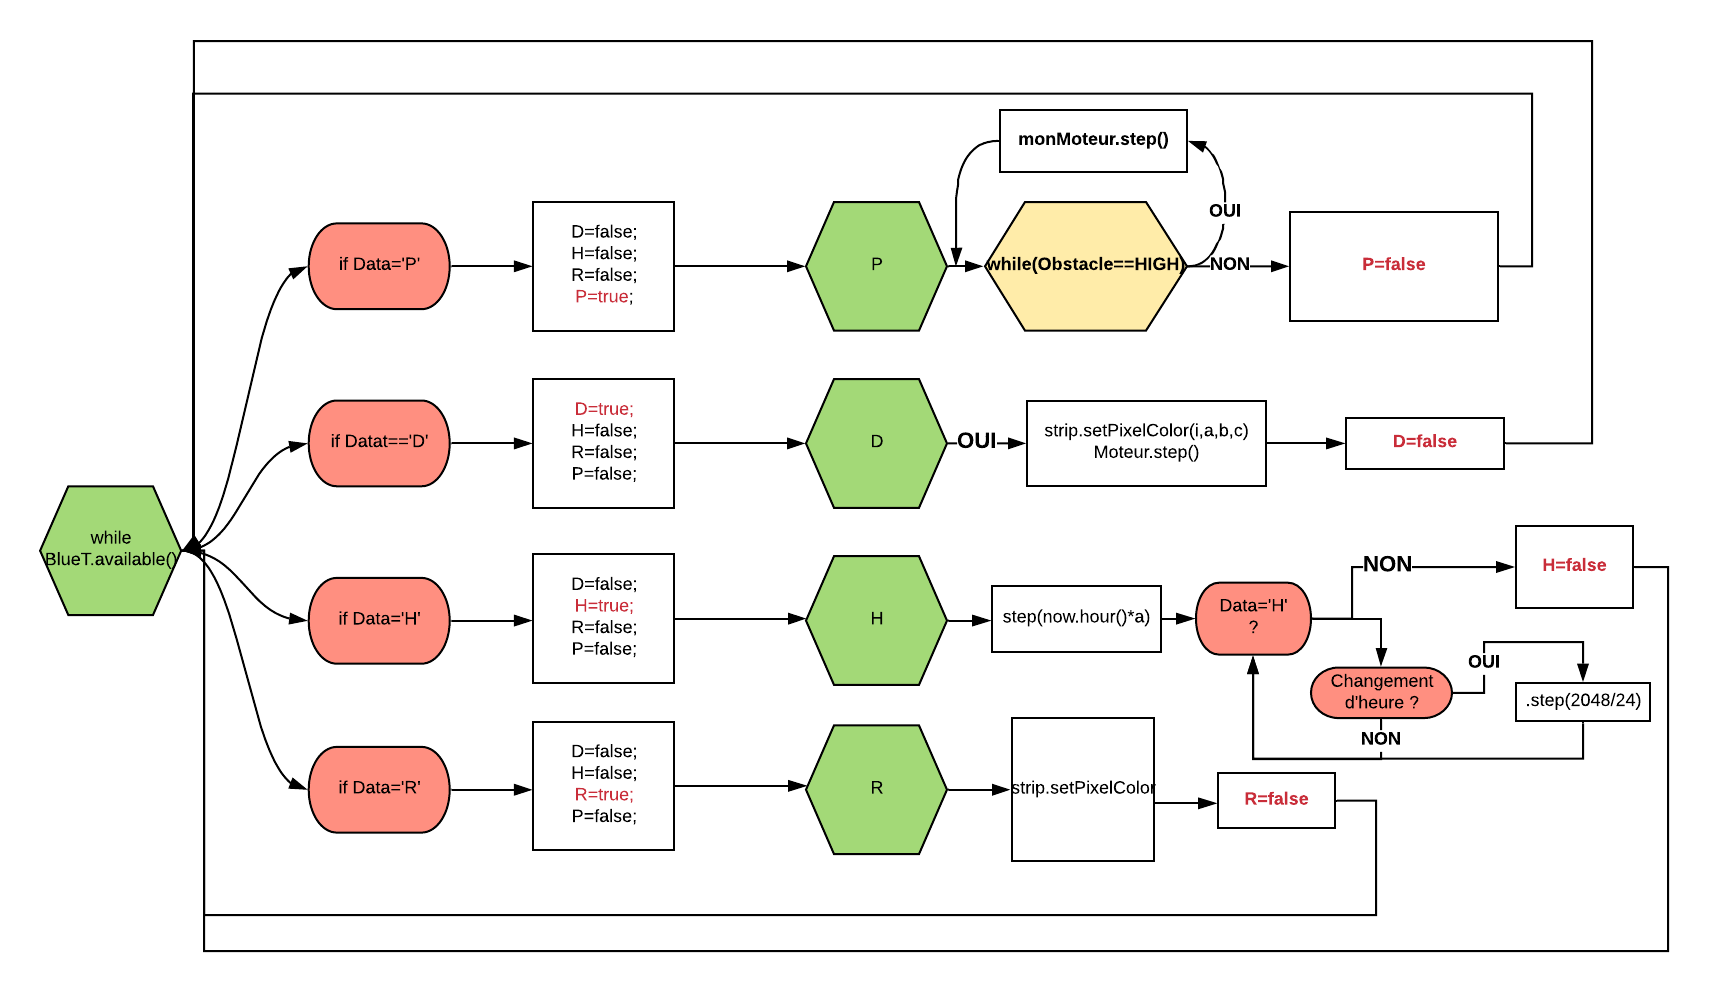 monMoteur.step()
OUI
if Data='P'
D=false;
H=false;
R=false;
P=true;
P
while(Obstacle==HIGH)
NON
P=false
if Datat=='D'
D=true;
H=false;
R=false;
P=false;
D
OUI
strip.setPixelColor(i,a,b,c)
Moteur.step()
D=false
while
BlueT.available()
if Data='H'
D=false;
H=true;
R=false;
P=false;
H
step(now.hour()*a)
Data='H'
?
NON
H=false
Changement
d'heure ?
OUI
.step(2048/24)
NON
if Data='R'
D=false;
H=false;
R=true;
P=false;
R
strip.setPixelColor
R=false